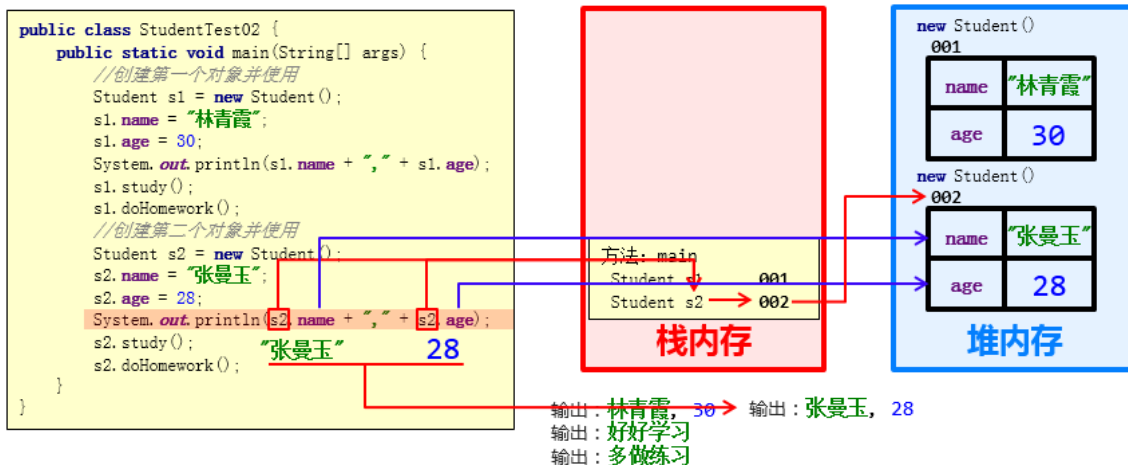 public class StudentTest02 {
public static void main(String[] args) {
//创建第一个对象并使用
Student s1 = new Student();
s1.name = "林青霞";
s1.age = 30;
System.out.println(s1.name + "," + s1.age);
s1.study();
s1.doHomework();
//创建第二个对象并使用
Student s2 = new Student();
s2.name = "张曼玉";
s2.age = 28;
System.out.println(s2.name + "," + s2.age);
s2.study();
"张曼玉" 28
s2.doHomework();
}
}
方法: main
Student s1 001
Student s2 002
栈内存
new Student()
001
name "林青霞"
age 30
new Student()
002
name "张曼玉"
age 28
堆内存
输出：林青霞, 30
输出：好好学习
输出：多做练习
输出：张曼玉, 28